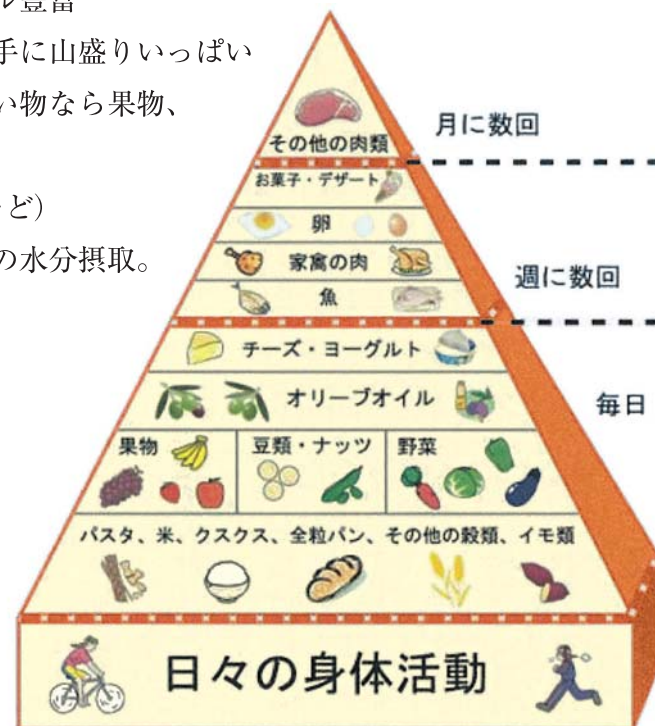 豊富
手に山盛りいっぱい
い物なら果物、
ど）
の水分摂取。
その他の肉類
月に数回
お菓子・デザート
卵
家禽の肉
週に数回
魚
チーズ・ヨーグルト
オリーブオイル
毎日
果物 豆類・ナッツ 野菜
パスタ、米、クスクス、全粒パン、その他の穀類、イモ類
日々の身体活動